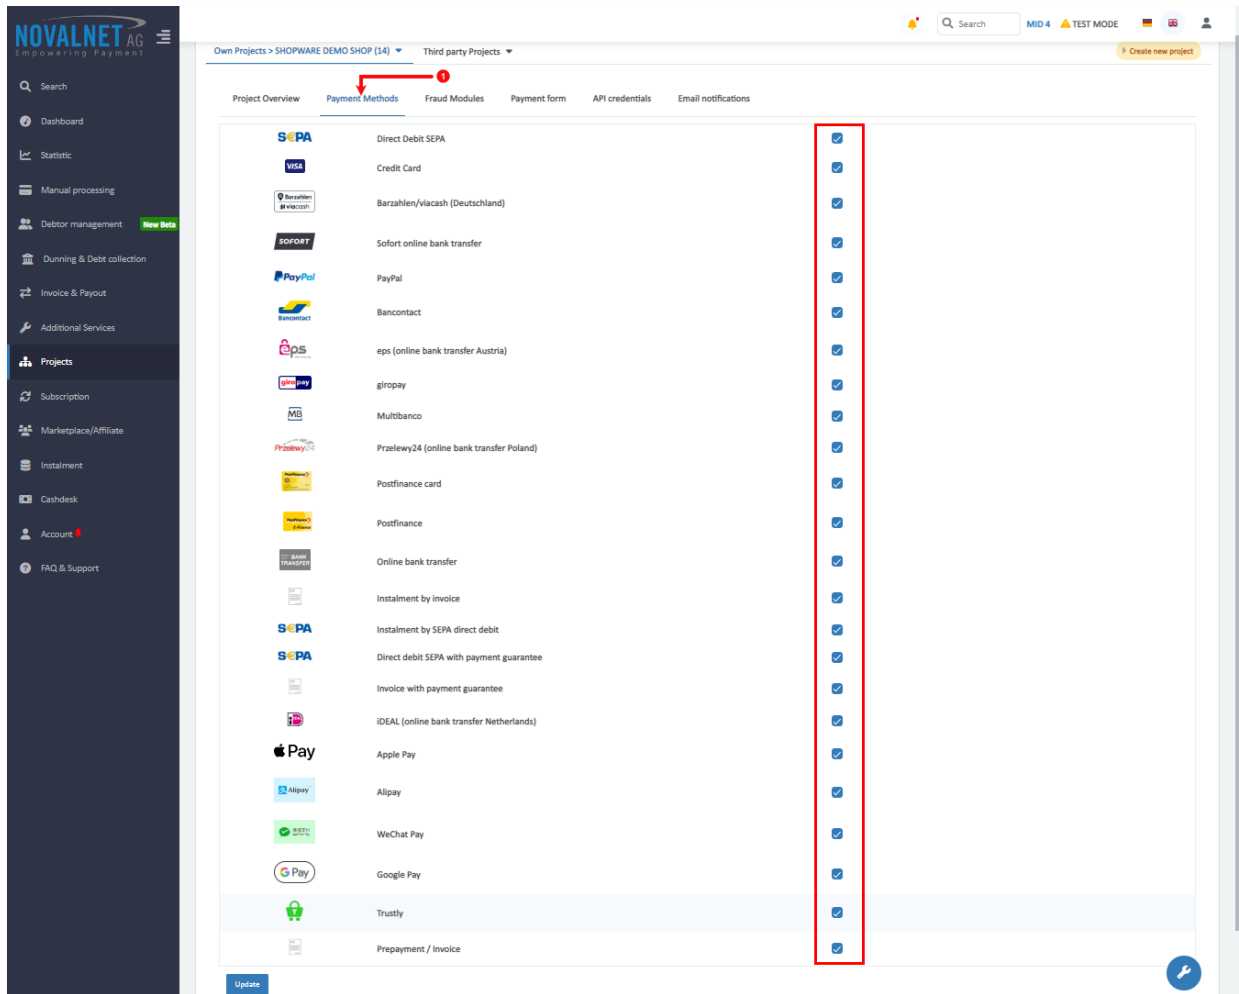 NOVALNET AG
Empowering Payment
Search
MID 4
TEST MODE
Own Projects > SHOPWARE DEMO SHOP (14)
Third party Projects
Create new project
1
Project Overview
Payment Methods
Fraud Modules
Payment form
API credentials
Email notifications
Search
Dashboard
Statistic
Manual processing
Debtor management
New Beta
Dunning & Debt collection
Invoice & Payout
Additional Services
Projects
Subscription
Marketplace/Affiliate
Instalment
Cashdesk
Account
FAQ & Support
SEPA Direct Debit SEPA
VISA Credit Card
Barzahlen
viacash
Barzahlen/viacash (Deutschland)
SOFORT Sofort online bank transfer
PayPal PayPal
Bancontact Bancontact
eps eps (online bank transfer Austria)
giropay giropay
MB Multibanco
Przelewy24 Przelewy24 (online bank transfer Poland)
Postfinance card
Postfinance
BANK
TRANSFER
Online bank transfer
Instalment by invoice
SEPA Instalment by SEPA direct debit
SEPA Direct debit SEPA with payment guarantee
Invoice with payment guarantee
iDEAL (online bank transfer Netherlands)
Pay Apple Pay
Alipay Alipay
WeChat Pay
G Pay Google Pay
Trustly
Prepayment / Invoice
Update